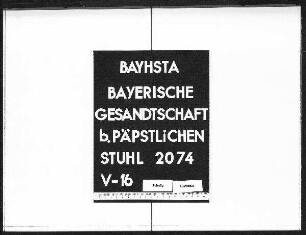 BAYHSTA
BAYERISCHE
GESANDTSCHAFT
b. PÄPSTLiCHEN
STUHL 2074
V-16